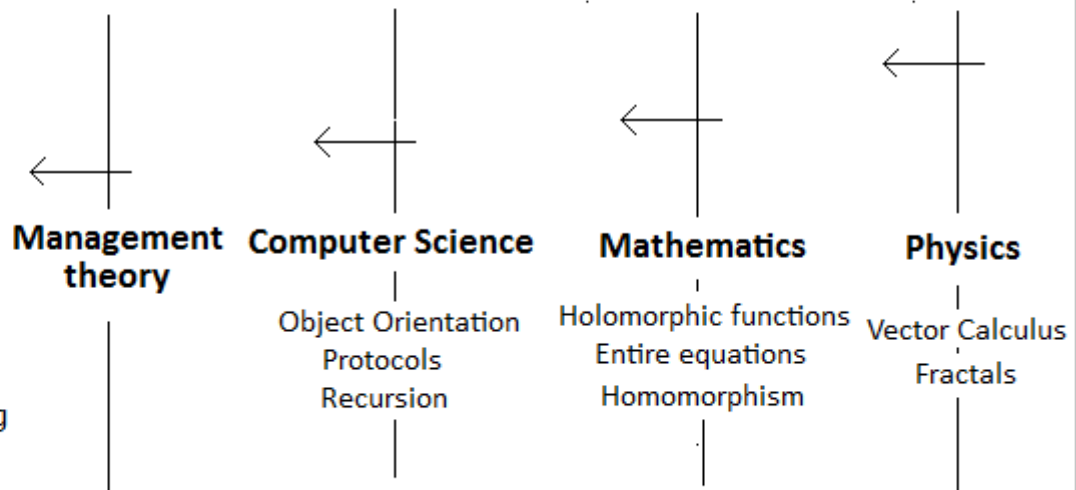 Management
theory
Computer Science
Object Orientation
Protocols
Recursion
Mathematics
Holomorphic functions
Entire equations
Homomorphism
Physics
Vector Calculus
Fractals